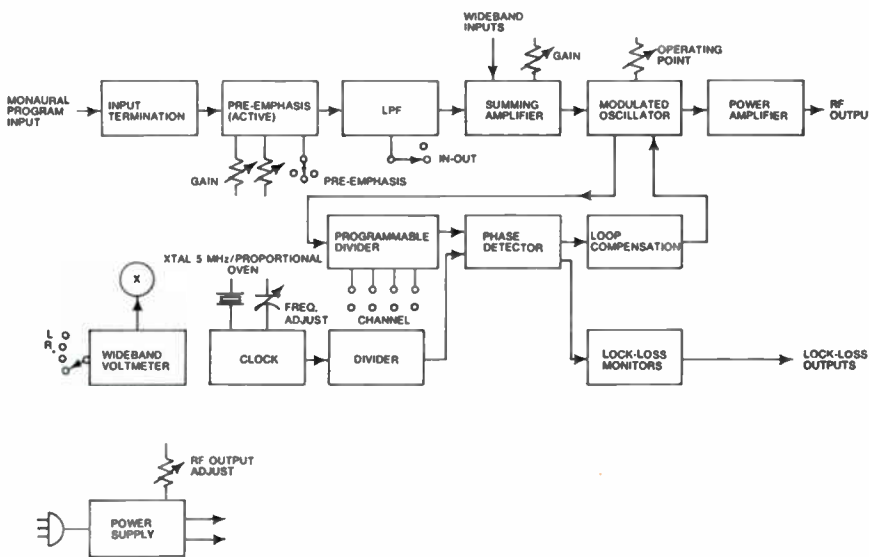 WIDEBAND
INPUTS
GAIN
OPERATING
POINT
MONAURAL
PROGRAM
INPUT
INPUT
TERMINATION
PRE-EMPHASIS
(ACTIVE)
LPF
SUMMING
AMPLIFIER
MODULATED
OSCILLATOR
POWER
AMPLIFIER
RF
OUTPU
IN-OUT
GAIN
PRE-EMPHASIS
PROGRAMMABLE
DIVIDER
PHASE
DETECTOR
LOOP
COMPENSATION
XTAL 5 MHz/PROPORTIONAL
OVEN
X
FREQ.
ADJUST
CHANNEL
L
R
WIDEBAND
VOLTMETER
CLOCK
DIVIDER
LOCK-LOSS
MONITORS
LOCK-LOSS
OUTPUTS
RF OUTPUT
ADJUST
POWER
SUPPLY